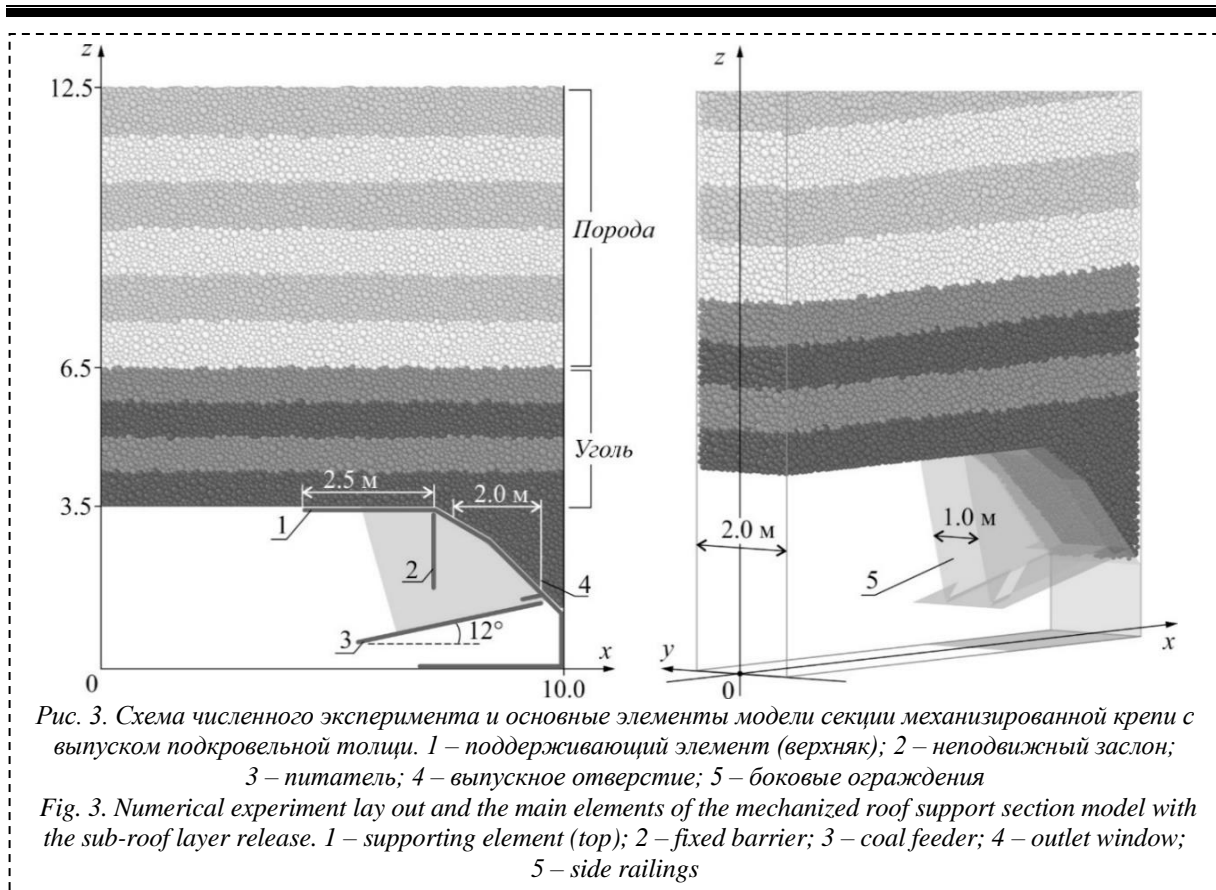 z
12.5
Порода
6.5
Уголь
2.5 м
2.0 м
3.5
1
2
4
3
12°
x
0
10.0
z
1.0 м
2.0 м
5
y
x
0
Рис. 3. Схема численного эксперимента и основные элементы модели секции механизированной крепи с
выпуском подкровельной толщи. 1 – поддерживающий элемент (верхняк); 2 – неподвижный заслон;
3 – питатель; 4 – выпускное отверстие; 5 – боковые ограждения
Fig. 3. Numerical experiment lay out and the main elements of the mechanized roof support section model with
the sub-roof layer release. 1 – supporting element (top); 2 – fixed barrier; 3 – coal feeder; 4 – outlet window;
5 – side railings